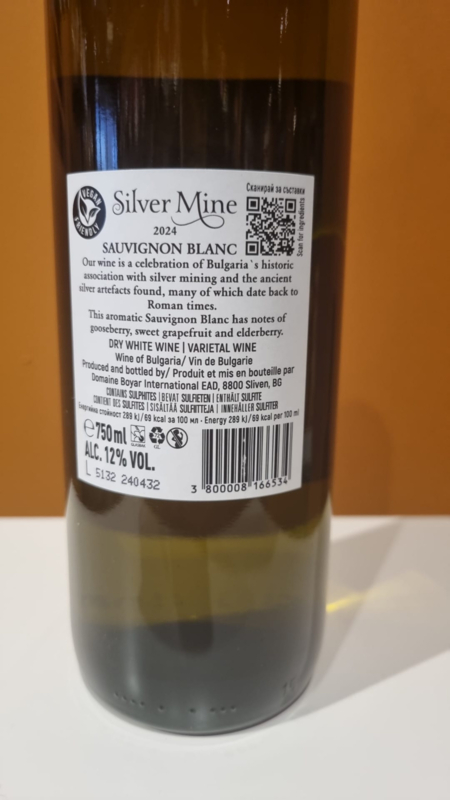 VEGAN
FRIENDLY
Silver Mine
2024
SAUVIGNON BLANC
Сканирай за съставки
Scan for ingredients
Our wine is a celebration of Bulgaria`s historic
association with silver mining and the ancient
silver artefacts found, many of which date back to
Roman times.
This aromatic Sauvignon Blanc has notes of
gooseberry, sweet grapefruit and elderberry.
DRY WHITE WINE | VARIETAL WINE
Wine of Bulgaria/ Vin de Bulgarie
Produced and bottled by/ Produit et mis en bouteille par
Domaine Boyar International EAD, 8800 Sliven, BG
CONTAINS SULPHITES | BEVAT SULFIETEN | ENTHÄLT SULFITE
CONTIENT DES SULFITES | SISÄLTÄÄ SULFIITTEJA | INNEHÅLLER SULFITER
Енергийна стойност 289 kj/69 kcal за 100 мл · Energy 289 kj/69 kcal per 100 ml
e 750 ml
ALC. 12% VOL.
L 5132 240432
3 800008 166534